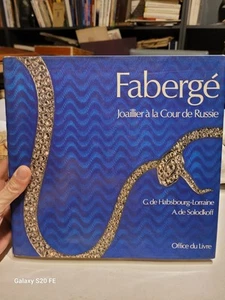 Fabergé
Joaillier à la Cour de Russie
G. de Habsbourg-Lorraine
A. de Solodkoff
Office du Livre
Galaxy S20 FE